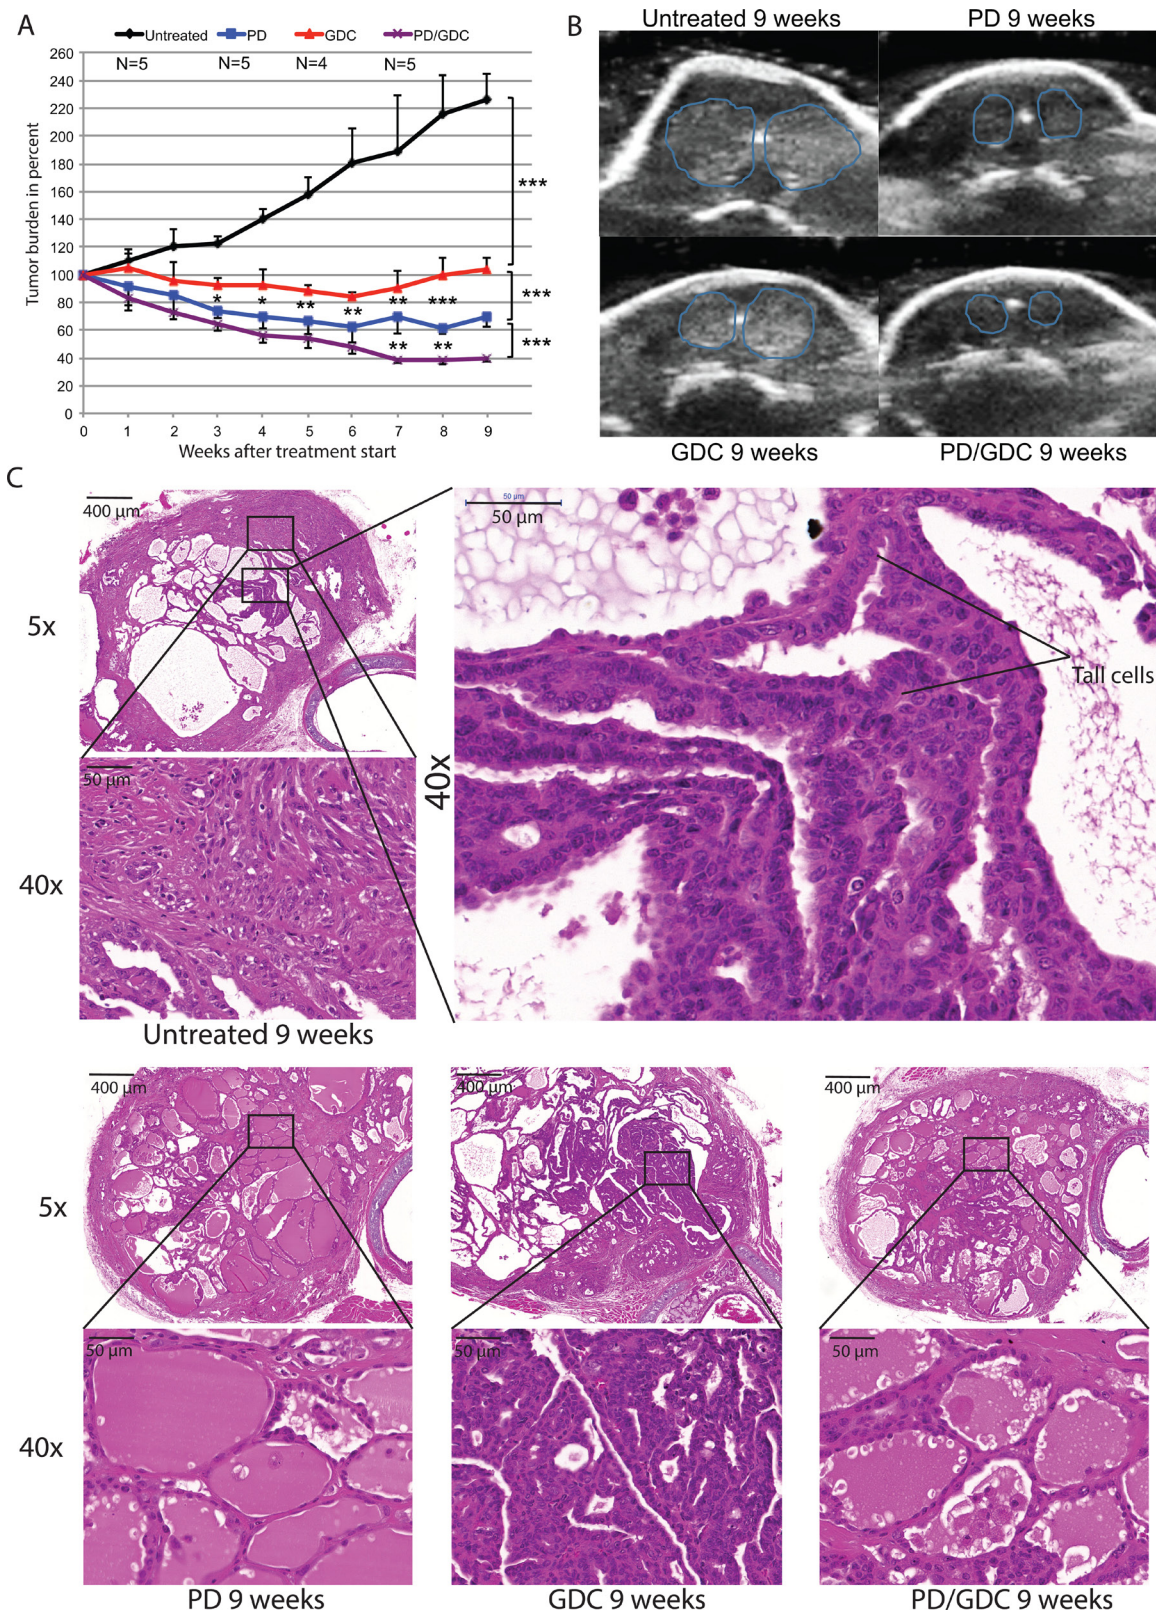 A
Untreated PD GDC PD/GDC
N=5 N=5 N=4 N=5
260
240
220
200
180
160
140
120
100
80
60
40
20
0
Tumor burden in percent
***
***
***
* * ** ** ** ***
** **
0 1 2 3 4 5 6 7 8 9
Weeks after treatment start
B
Untreated 9 weeks PD 9 weeks
GDC 9 weeks PD/GDC 9 weeks
C
400 µm
5x
50 µm
40x
Untreated 9 weeks
50 µm
50 µm
40x
Tall cells
400 µm 400 µm 400 µm
5x
50 µm 50 µm 50 µm
40x
PD 9 weeks GDC 9 weeks PD/GDC 9 weeks